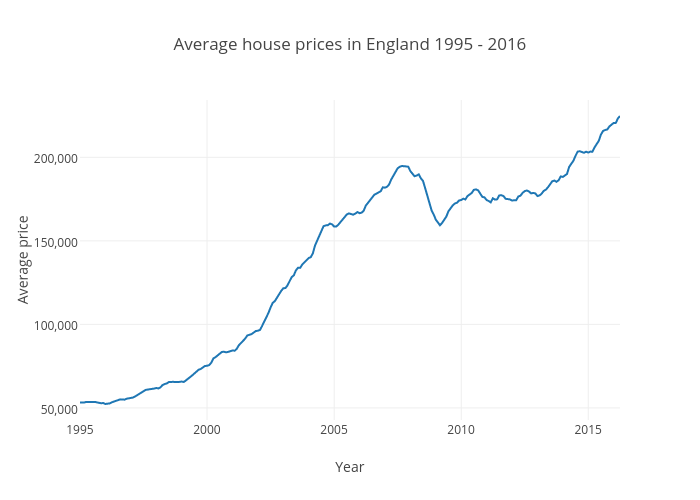 Average house prices in England 1995 - 2016
Average price
200,000
150,000
100,000
50,000
1995 2000 2005 2010 2015
Year